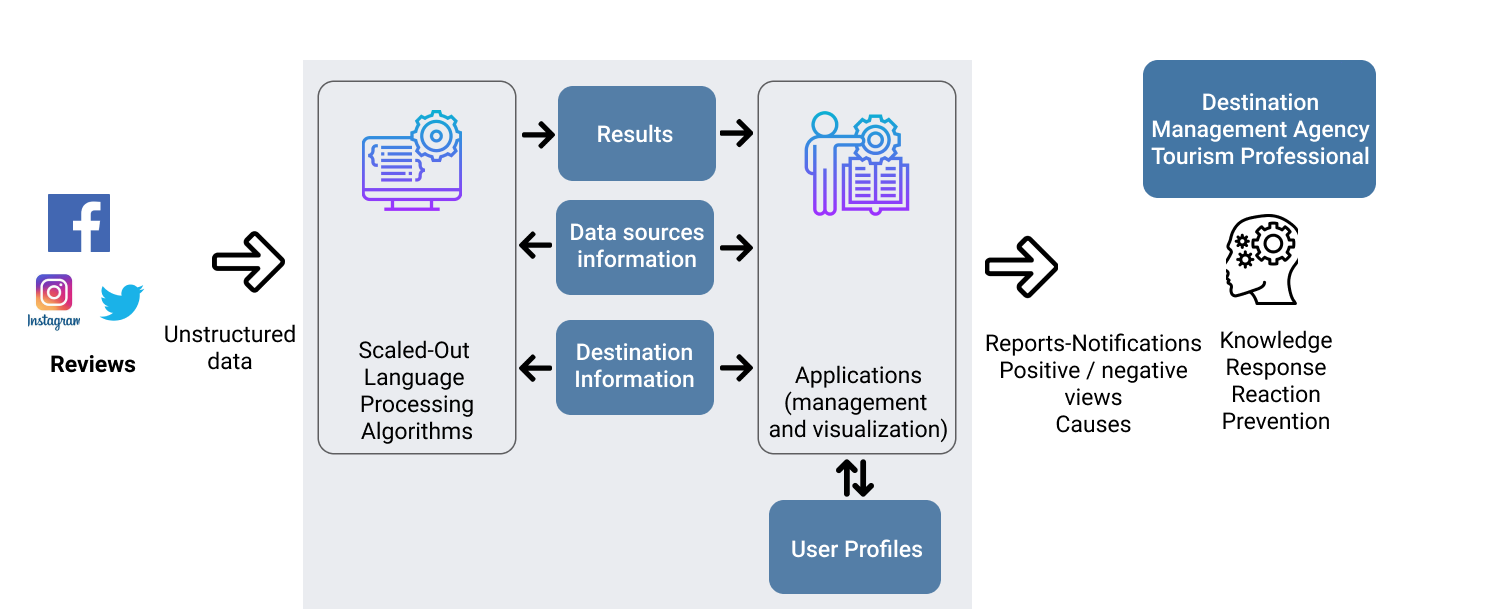 Instagram
Reviews
Unstructured
data
Scaled-Out
Language
Processing
Algorithms
Results
Data sources
information
Destination
Information
Applications
(management
and visualization)
User Profiles
Reports-Notifications
Positive / negative
views
Causes
Destination
Management Agency
Tourism Professional
Knowledge
Response
Reaction
Prevention